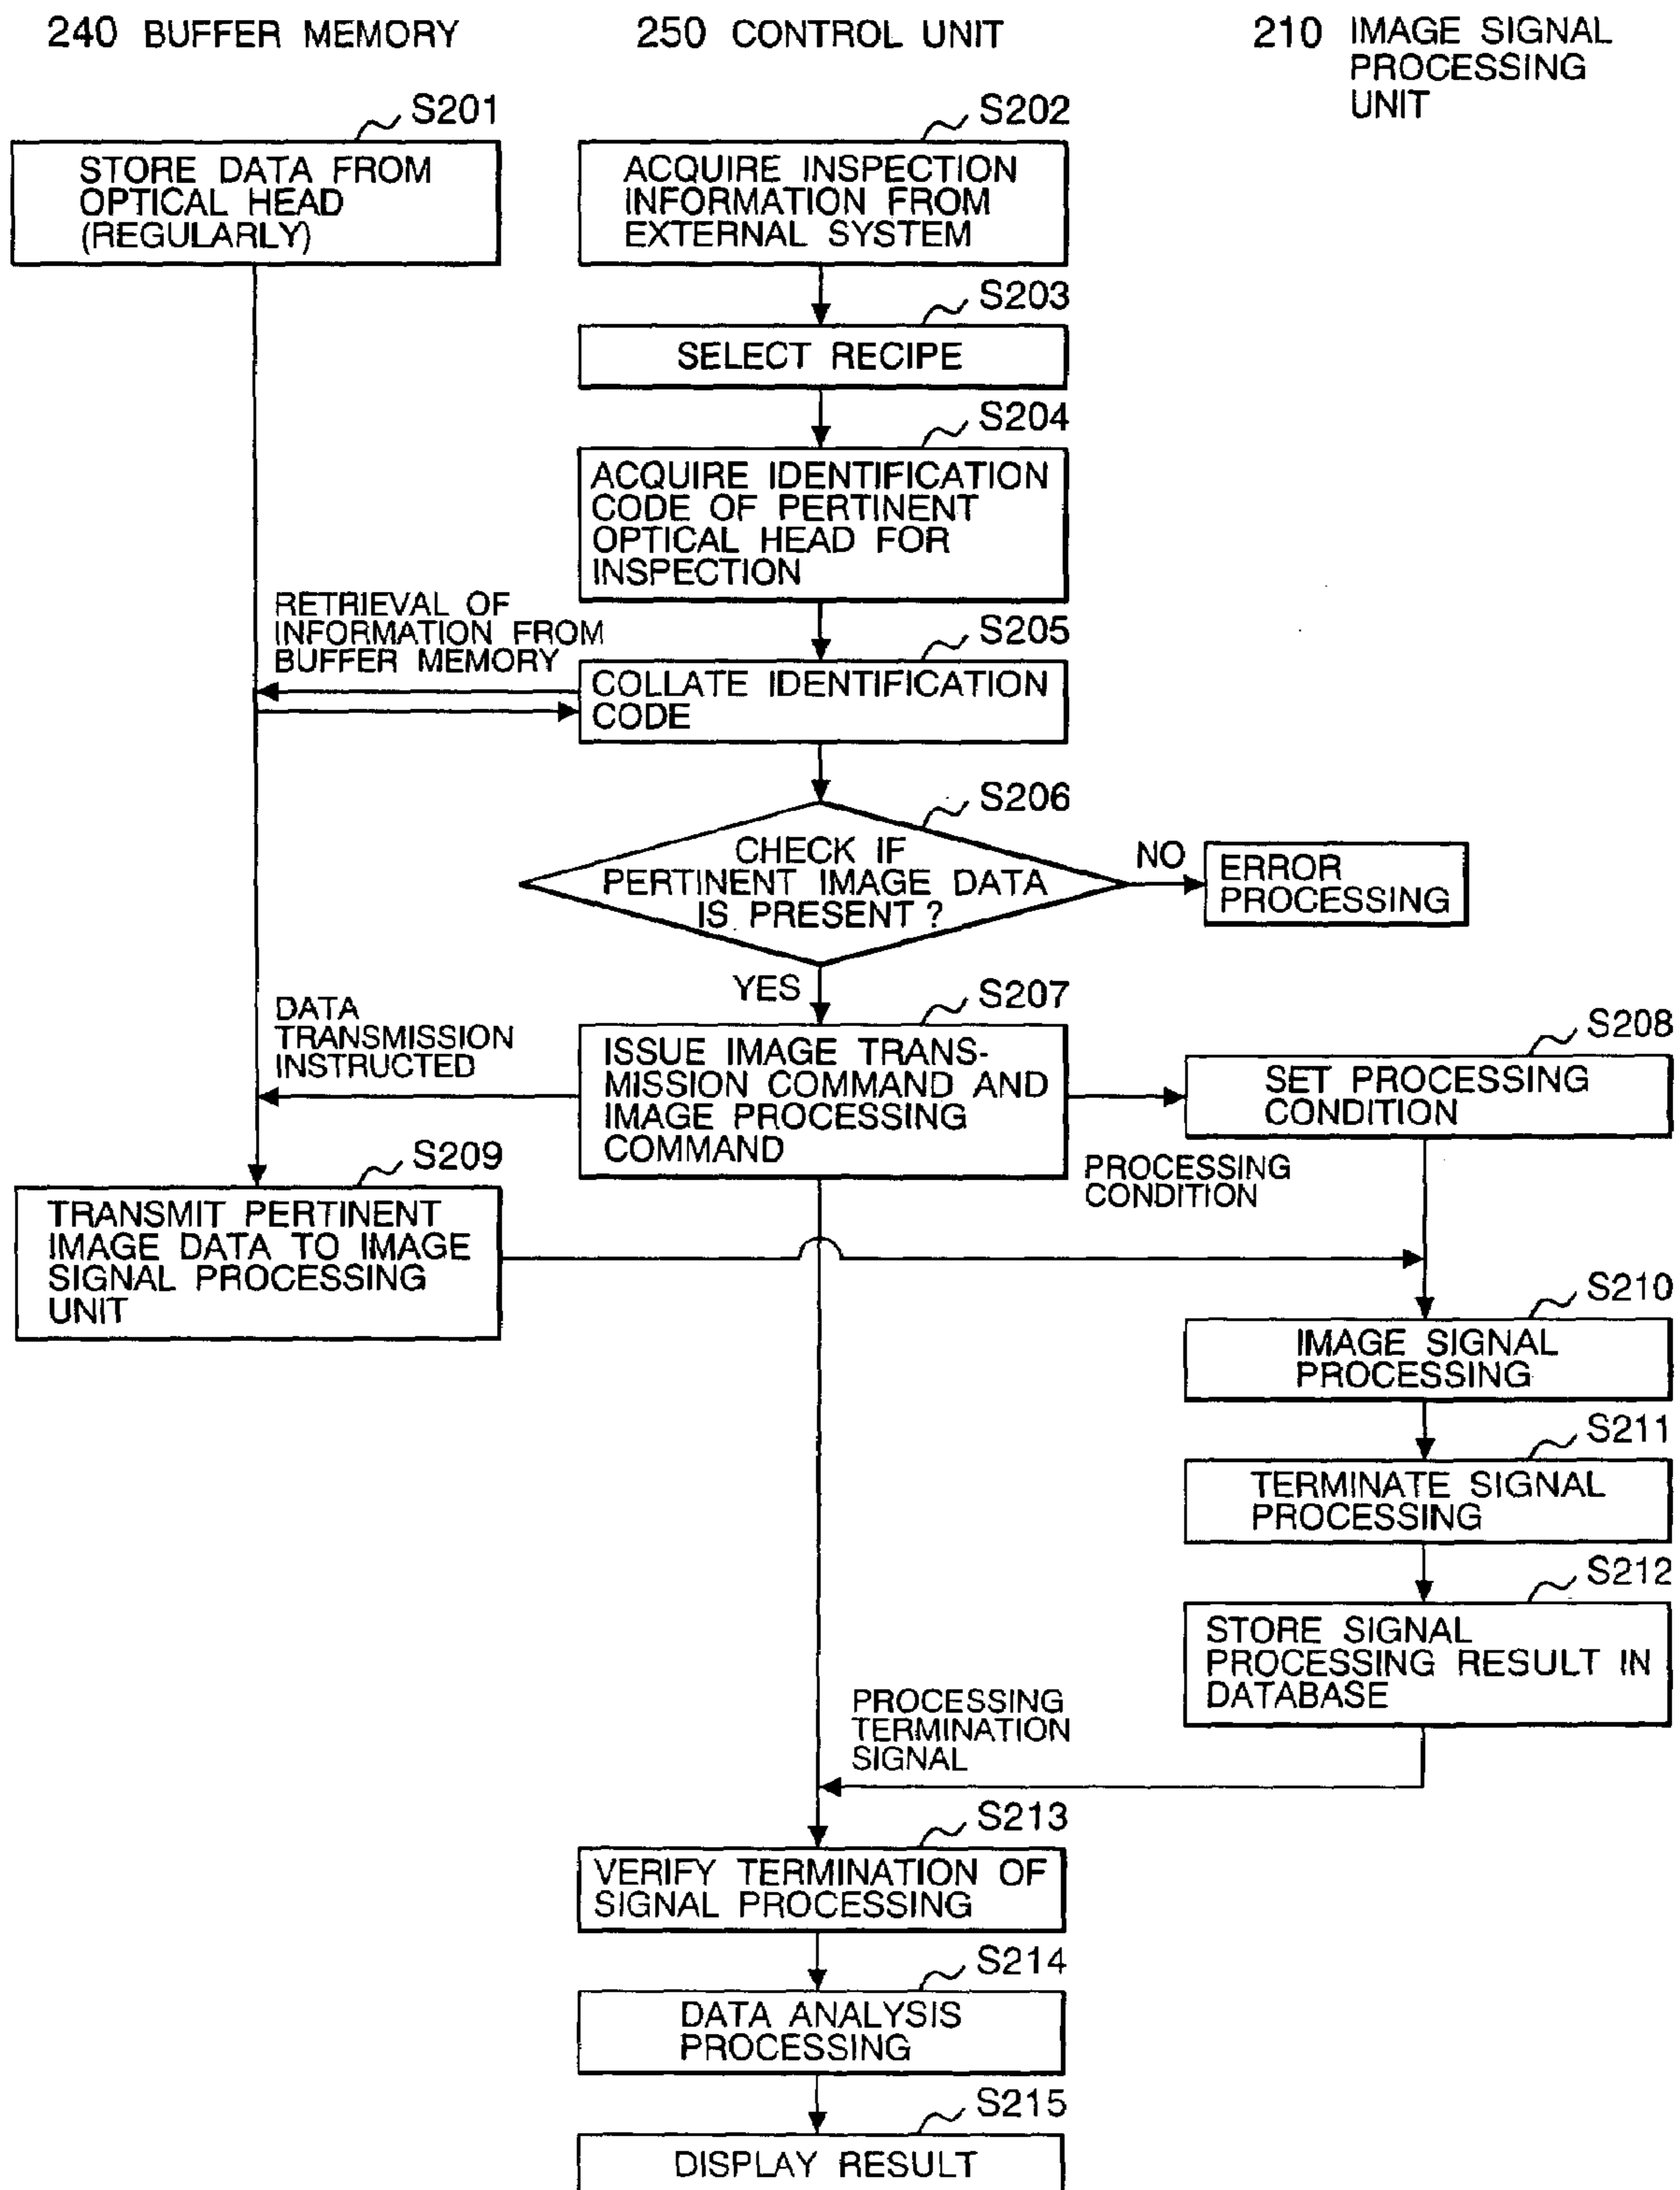 240 BUFFER MEMORY
250 CONTROL UNIT
210 IMAGE SIGNAL
PROCESSING
UNIT
S201
STORE DATA FROM
OPTICAL HEAD
(REGULARLY)
S202
ACQUIRE INSPECTION
INFORMATION FROM
EXTERNAL SYSTEM
S203
SELECT RECIPE
S204
ACQUIRE IDENTIFICATION
CODE OF PERTINENT
OPTICAL HEAD FOR
INSPECTION
RETRIEVAL OF
INFORMATION FROM
BUFFER MEMORY
S205
COLLATE IDENTIFICATION
CODE
S206
CHECK IF
PERTINENT IMAGE DATA
IS PRESENT ?
NO
ERROR
PROCESSING
YES
DATA
TRANSMISSION
INSTRUCTED
S207
ISSUE IMAGE TRANS-
MISSION COMMAND AND
IMAGE PROCESSING
COMMAND
S208
SET PROCESSING
CONDITION
PROCESSING
CONDITION
S209
TRANSMIT PERTINENT
IMAGE DATA TO IMAGE
SIGNAL PROCESSING
UNIT
S210
IMAGE SIGNAL
PROCESSING
S211
TERMINATE SIGNAL
PROCESSING
S212
STORE SIGNAL
PROCESSING RESULT IN
DATABASE
PROCESSING
TERMINATION
SIGNAL
S213
VERIFY TERMINATION OF
SIGNAL PROCESSING
S214
DATA ANALYSIS
PROCESSING
S215
DISPLAY RESULT